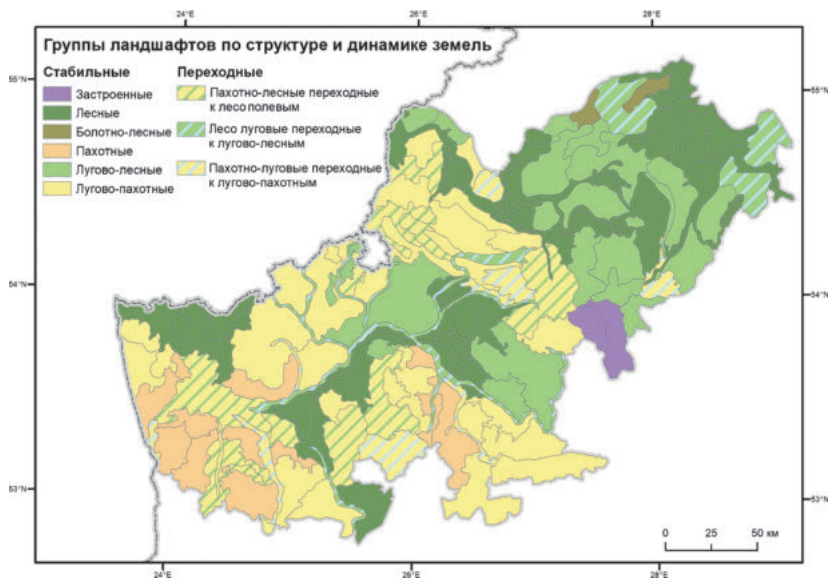 Группы ландшафтов по структуре и динамике земель
Стабильные
Застроенные
Лесные
Болотно-лесные
Пахотные
Лугово-лесные
Лугово-пахотные
Переходные
Пахотно-лесные переходные
к лесо полевым
Лесо луговые переходные
к лугово-лесным
Пахотно-луговые переходные
к лугово-пахотным
24°E
26°E
28°E
55°N
55°N
54°N
54°N
53°N
53°N
0 25 50 км
24°E
26°E
28°E